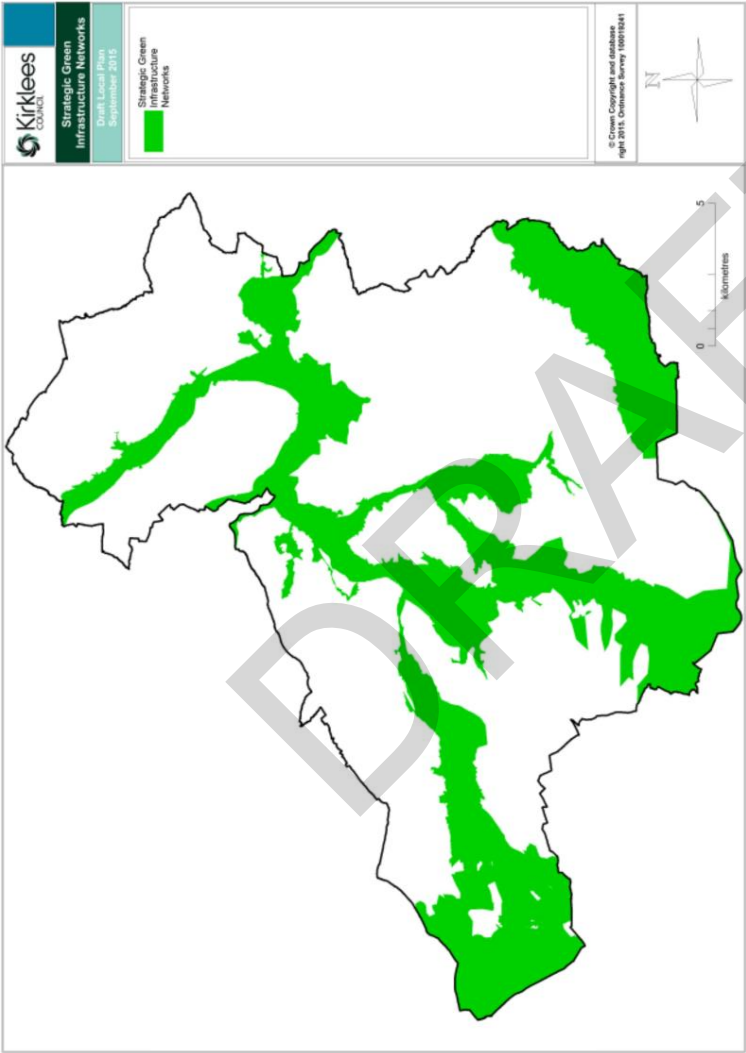 Kirklees
COUNCIL
Strategic Green
Infrastructure Networks
Draft Local Plan
September 2015
Strategic Green
Infrastructure
Networks
© Crown Copyright and database
right 2015. Ordnance Survey 100019241
N
0
5
kilometres
DRAF